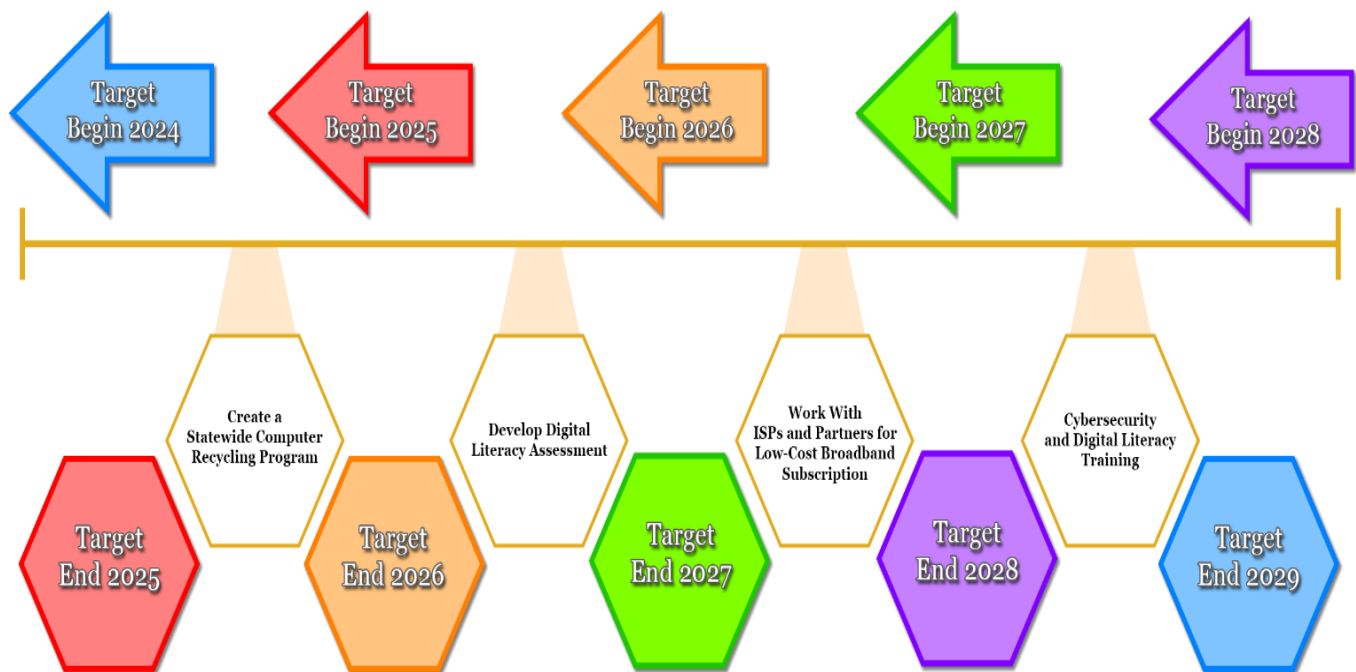 Target
Begin 2024
Target
Begin 2025
Target
Begin 2026
Target
Begin 2027
Target
Begin 2028
Create a
Statewide Computer
Recycling Program
Develop Digital
Literacy Assessment
Work With
ISPs and Partners for
Low-Cost Broadband
Subscription
Cybersecurity
and Digital Literacy
Training
Target
End 2025
Target
End 2026
Target
End 2027
Target
End 2028
Target
End 2029